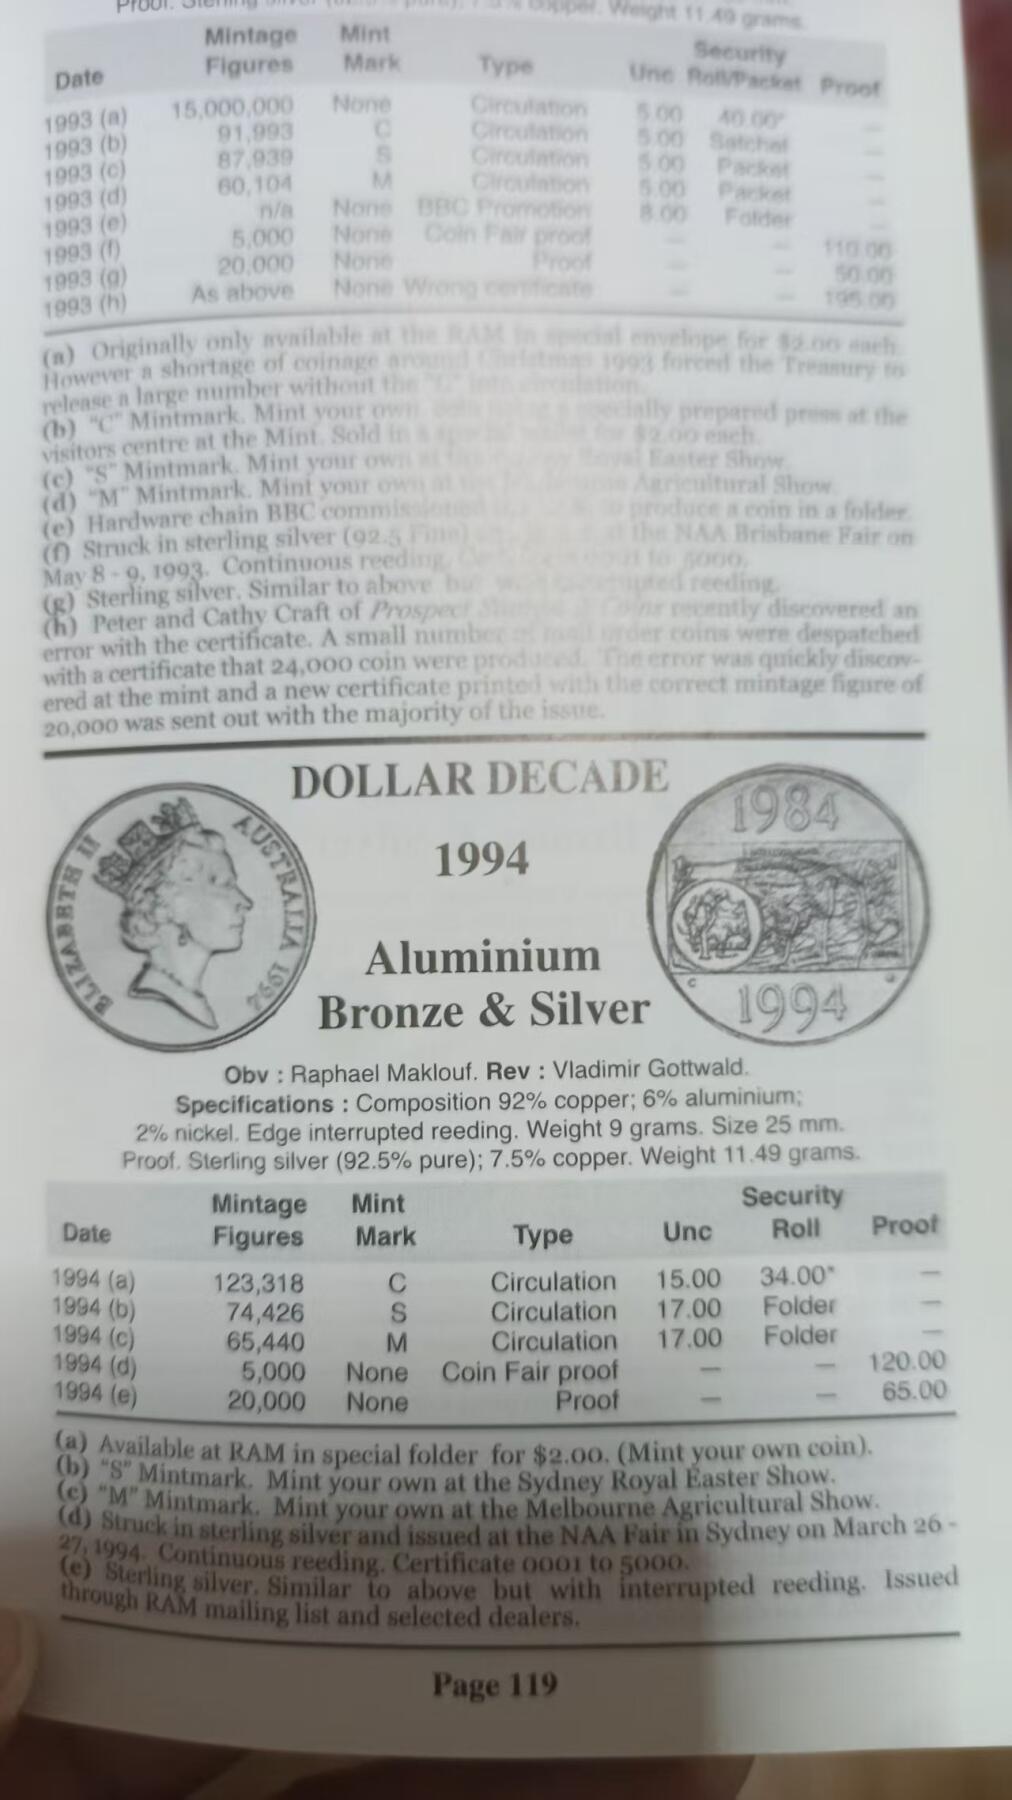 Proof. Sterling silver copper. Weight 11.49 grams.
Date Mintage Figures Mint Mark Type Unc Security Roll/Packet Proof
1993 (a) 15,000,000 None Circulation 5.00 40.00* —
1993 (b) 91,993 C Circulation 5.00 Satchel —
1993 (c) 87,939 S Circulation 5.00 Packet —
1993 (d) 60,104 M Circulation 5.00 Packet —
1993 (e) n/a None BBC Promotion 8.00 Folder —
1993 (f) 5,000 None Coin Fair proof — — 110.00
1993 (g) 20,000 None Proof — — 50.00
1993 (h) As above None Wrong certificate — — 195.00
(a) Originally only available at the RAM in special envelope for $2.00 each.
However a shortage of coinage around Christmas 1993 forced the Treasury to
release a large number without the "C" into circulation.
(b) "C" Mintmark. Mint your own specially prepared press at the
visitors centre at the Mint. Sold in a for $2.00 each.
(c) "S" Mintmark. Mint your own at Royal Easter Show.
(d) "M" Mintmark. Mint your own at Agricultural Show.
(e) Hardware chain BBC commissioned to produce a coin in a folder.
(f) Struck in sterling silver (92.5 Fine) at the NAA Brisbane Fair on
May 8 - 9, 1993. Continuous reeding. to 5000.
(g) Sterling silver. Similar to above but interrupted reeding.
(h) Peter and Cathy Craft of Prospect Coins recently discovered an
error with the certificate. A small number of mail order coins were despatched
with a certificate that 24,000 coin were produced. The error was quickly discov-
ered at the mint and a new certificate printed with the correct mintage figure of
20,000 was sent out with the majority of the issue.
DOLLAR DECADE
1994
Aluminium
Bronze & Silver
ELIZABETH II AUSTRALIA 1994
1984
1994
Obv : Raphael Maklouf. Rev : Vladimir Gottwald.
Specifications : Composition 92% copper; 6% aluminium;
2% nickel. Edge interrupted reeding. Weight 9 grams. Size 25 mm.
Proof. Sterling silver (92.5% pure); 7.5% copper. Weight 11.49 grams.
Date Mintage Figures Mint Mark Type Unc Security Roll Proof
1994 (a) 123,318 C Circulation 15.00 34.00* —
1994 (b) 74,426 S Circulation 17.00 Folder —
1994 (c) 65,440 M Circulation 17.00 Folder —
1994 (d) 5,000 None Coin Fair proof — — 120.00
1994 (e) 20,000 None Proof — — 65.00
(a) Available at RAM in special folder for $2.00. (Mint your own coin).
(b) "S" Mintmark. Mint your own at the Sydney Royal Easter Show.
(c) "M" Mintmark. Mint your own at the Melbourne Agricultural Show.
(d) Struck in sterling silver and issued at the NAA Fair in Sydney on March 26 -
27, 1994. Continuous reeding. Certificate 0001 to 5000.
(e) Sterling silver. Similar to above but with interrupted reeding. Issued
through RAM mailing list and selected dealers.
Page 119